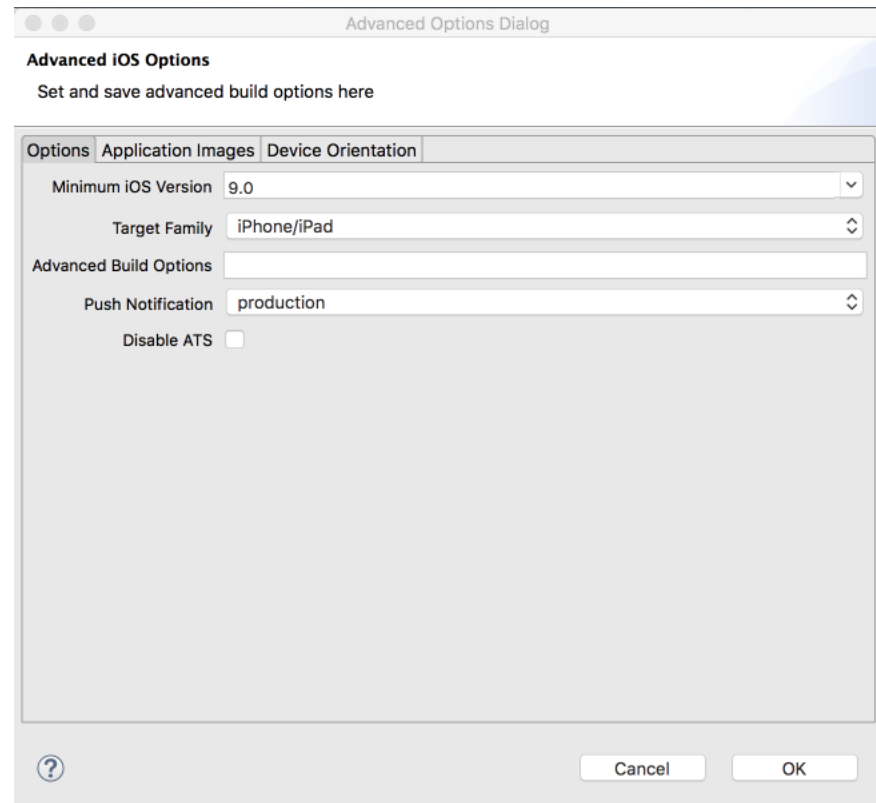 Advanced Options Dialog
Advanced iOS Options
Set and save advanced build options here
Options Application Images Device Orientation
Minimum iOS Version 9.0
Target Family iPhone/iPad
Advanced Build Options
Push Notification production
Disable ATS
? Cancel OK